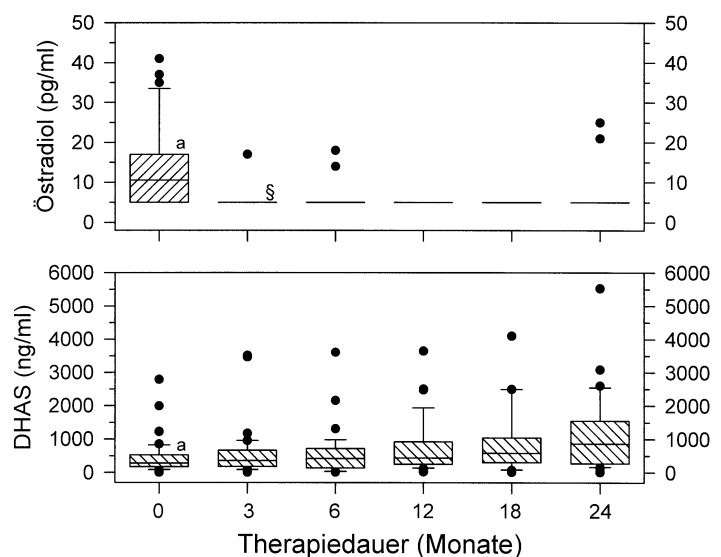 50 50
40 40
30 30
20 20
10 10
0 0
Östradiol (pg/ml)
a
§
6000 6000
5000 5000
4000 4000
3000 3000
2000 2000
1000 1000
0 0
DHAS (ng/ml)
a
0 3 6 12 18 24
Therapiedauer (Monate)